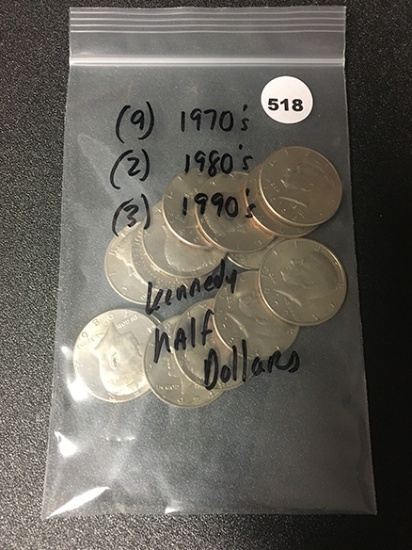 518
(9) 1970's
(2) 1980's
(3) 1990's
Kennedy
HAlf
Dollars